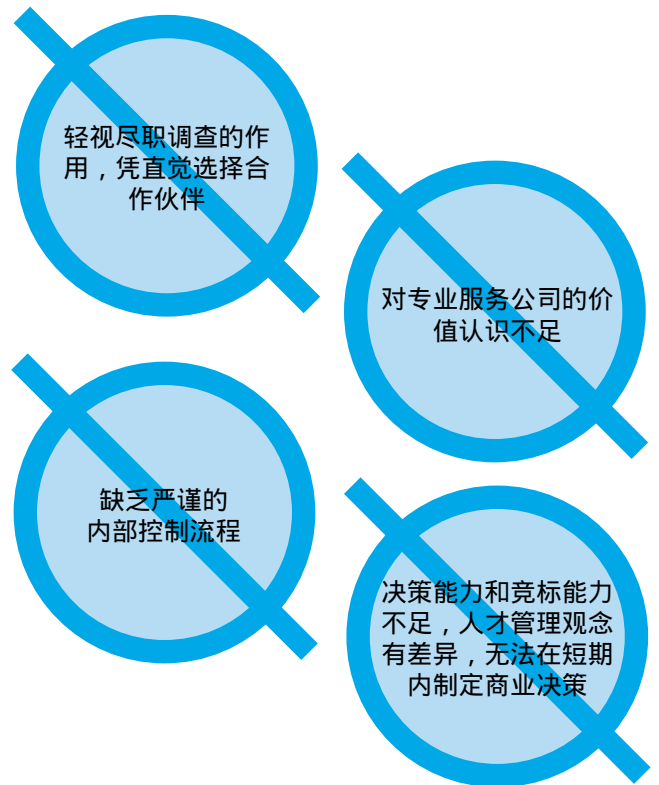 轻视尽职调查的作
用，凭直觉选择合
作伙伴
对专业服务公司的价
值认识不足
缺乏严谨的
内部控制流程
决策能力和竞标能力
不足，人才管理观念
有差异，无法在短期
内制定商业决策